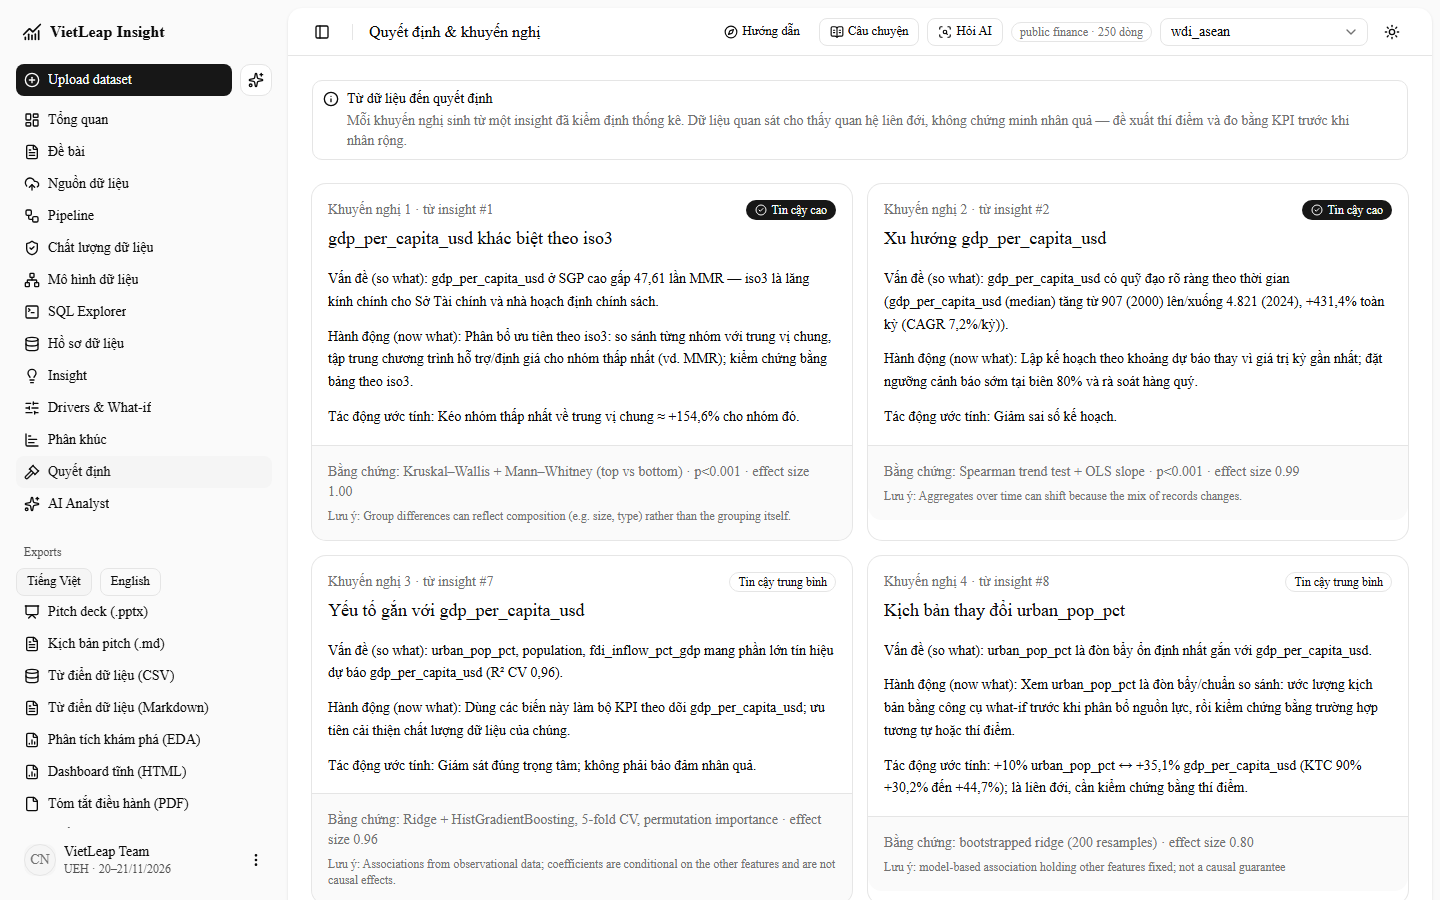 VietLeap Insight
Upload dataset
Tổng quan
Đề bài
Nguồn dữ liệu
Pipeline
Chất lượng dữ liệu
Mô hình dữ liệu
SQL Explorer
Hồ sơ dữ liệu
Insight
Drivers & What-if
Phân khúc
Quyết định
AI Analyst
Exports
Tiếng Việt
English
Pitch deck (.pptx)
Kịch bản pitch (.md)
Từ điển dữ liệu (CSV)
Từ điển dữ liệu (Markdown)
Phân tích khám phá (EDA)
Dashboard tĩnh (HTML)
Tóm tắt điều hành (PDF)
CN
VietLeap Team
UEH · 20–21/11/2026
Quyết định & khuyến nghị
Hướng dẫn
Câu chuyện
Hỏi AI
public finance · 250 dòng
wdi_asean
Từ dữ liệu đến quyết định
Mỗi khuyến nghị sinh từ một insight đã kiểm định thống kê. Dữ liệu quan sát cho thấy quan hệ liên đới, không chứng minh nhân quả — đề xuất thí điểm và đo bằng KPI trước khi
nhân rộng.
Khuyến nghị 1 · từ insight #1
Tin cậy cao
gdp_per_capita_usd khác biệt theo iso3
Vấn đề (so what): gdp_per_capita_usd ở SGP cao gấp 47,61 lần MMR — iso3 là lăng
kính chính cho Sở Tài chính và nhà hoạch định chính sách.
Hành động (now what): Phân bổ ưu tiên theo iso3: so sánh từng nhóm với trung vị chung,
tập trung chương trình hỗ trợ/định giá cho nhóm thấp nhất (vd. MMR); kiểm chứng bằng
bảng theo iso3.
Tác động ước tính: Kéo nhóm thấp nhất về trung vị chung ≈ +154,6% cho nhóm đó.
Bằng chứng: Kruskal–Wallis + Mann–Whitney (top vs bottom) · p<0.001 · effect size
1.00
Lưu ý: Group differences can reflect composition (e.g. size, type) rather than the grouping itself.
Khuyến nghị 2 · từ insight #2
Tin cậy cao
Xu hướng gdp_per_capita_usd
Vấn đề (so what): gdp_per_capita_usd có quỹ đạo rõ ràng theo thời gian
(gdp_per_capita_usd (median) tăng từ 907 (2000) lên/xuống 4.821 (2024), +431,4% toàn
kỳ (CAGR 7,2%/kỳ)).
Hành động (now what): Lập kế hoạch theo khoảng dự báo thay vì giá trị kỳ gần nhất; đặt
ngưỡng cảnh báo sớm tại biên 80% và rà soát hàng quý.
Tác động ước tính: Giảm sai số kế hoạch.
Bằng chứng: Spearman trend test + OLS slope · p<0.001 · effect size 0.99
Lưu ý: Aggregates over time can shift because the mix of records changes.
Khuyến nghị 3 · từ insight #7
Tin cậy trung bình
Yếu tố gắn với gdp_per_capita_usd
Vấn đề (so what): urban_pop_pct, population, fdi_inflow_pct_gdp mang phần lớn tín hiệu
dự báo gdp_per_capita_usd (R² CV 0,96).
Hành động (now what): Dùng các biến này làm bộ KPI theo dõi gdp_per_capita_usd; ưu
tiên cải thiện chất lượng dữ liệu của chúng.
Tác động ước tính: Giám sát đúng trọng tâm; không phải bảo đảm nhân quả.
Bằng chứng: Ridge + HistGradientBoosting, 5-fold CV, permutation importance · effect
size 0.96
Lưu ý: Associations from observational data; coefficients are conditional on the other features and are not
causal effects.
Khuyến nghị 4 · từ insight #8
Tin cậy trung bình
Kịch bản thay đổi urban_pop_pct
Vấn đề (so what): urban_pop_pct là đòn bẩy ổn định nhất gắn với gdp_per_capita_usd.
Hành động (now what): Xem urban_pop_pct là đòn bẩy/chuẩn so sánh: ước lượng kịch
bản bằng công cụ what-if trước khi phân bổ nguồn lực, rồi kiểm chứng bằng trường hợp
tương tự hoặc thí điểm.
Tác động ước tính: +10% urban_pop_pct ↔ +35,1% gdp_per_capita_usd (KTC 90%
+30,2% đến +44,7%); là liên đới, cần kiểm chứng bằng thí điểm.
Bằng chứng: bootstrapped ridge (200 resamples) · effect size 0.80
Lưu ý: model-based association holding other features fixed; not a causal guarantee